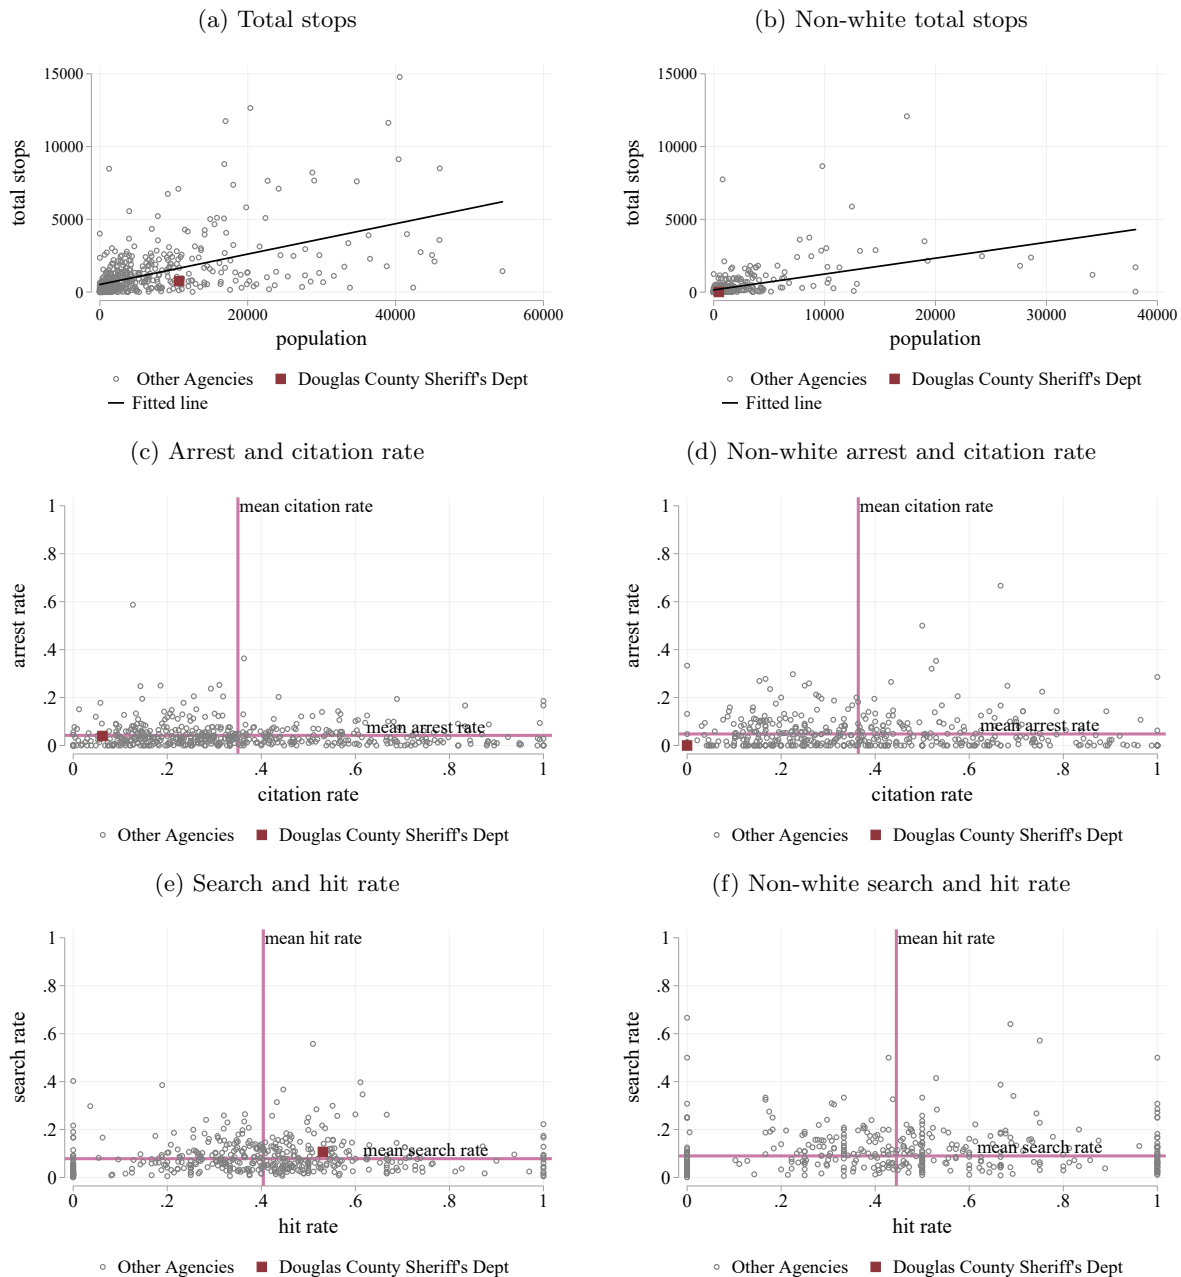 (a) Total stops
(b) Non-white total stops
15000
10000
5000
0
total stops
0 20000 40000 60000
population
Other Agencies Douglas County Sheriff's Dept
Fitted line
15000
10000
5000
0
total stops
0 10000 20000 30000 40000
population
Other Agencies Douglas County Sheriff's Dept
Fitted line
(c) Arrest and citation rate
(d) Non-white arrest and citation rate
1
.8
.6
.4
.2
0
arrest rate
mean citation rate
mean arrest rate
0 .2 .4 .6 .8 1
citation rate
Other Agencies Douglas County Sheriff's Dept
1
.8
.6
.4
.2
0
arrest rate
mean citation rate
mean arrest rate
0 .2 .4 .6 .8 1
citation rate
Other Agencies Douglas County Sheriff's Dept
(e) Search and hit rate
(f) Non-white search and hit rate
1
.8
.6
.4
.2
0
search rate
mean hit rate
mean search rate
0 .2 .4 .6 .8 1
hit rate
Other Agencies Douglas County Sheriff's Dept
1
.8
.6
.4
.2
0
search rate
mean hit rate
mean search rate
0 .2 .4 .6 .8 1
hit rate
Other Agencies Douglas County Sheriff's Dept